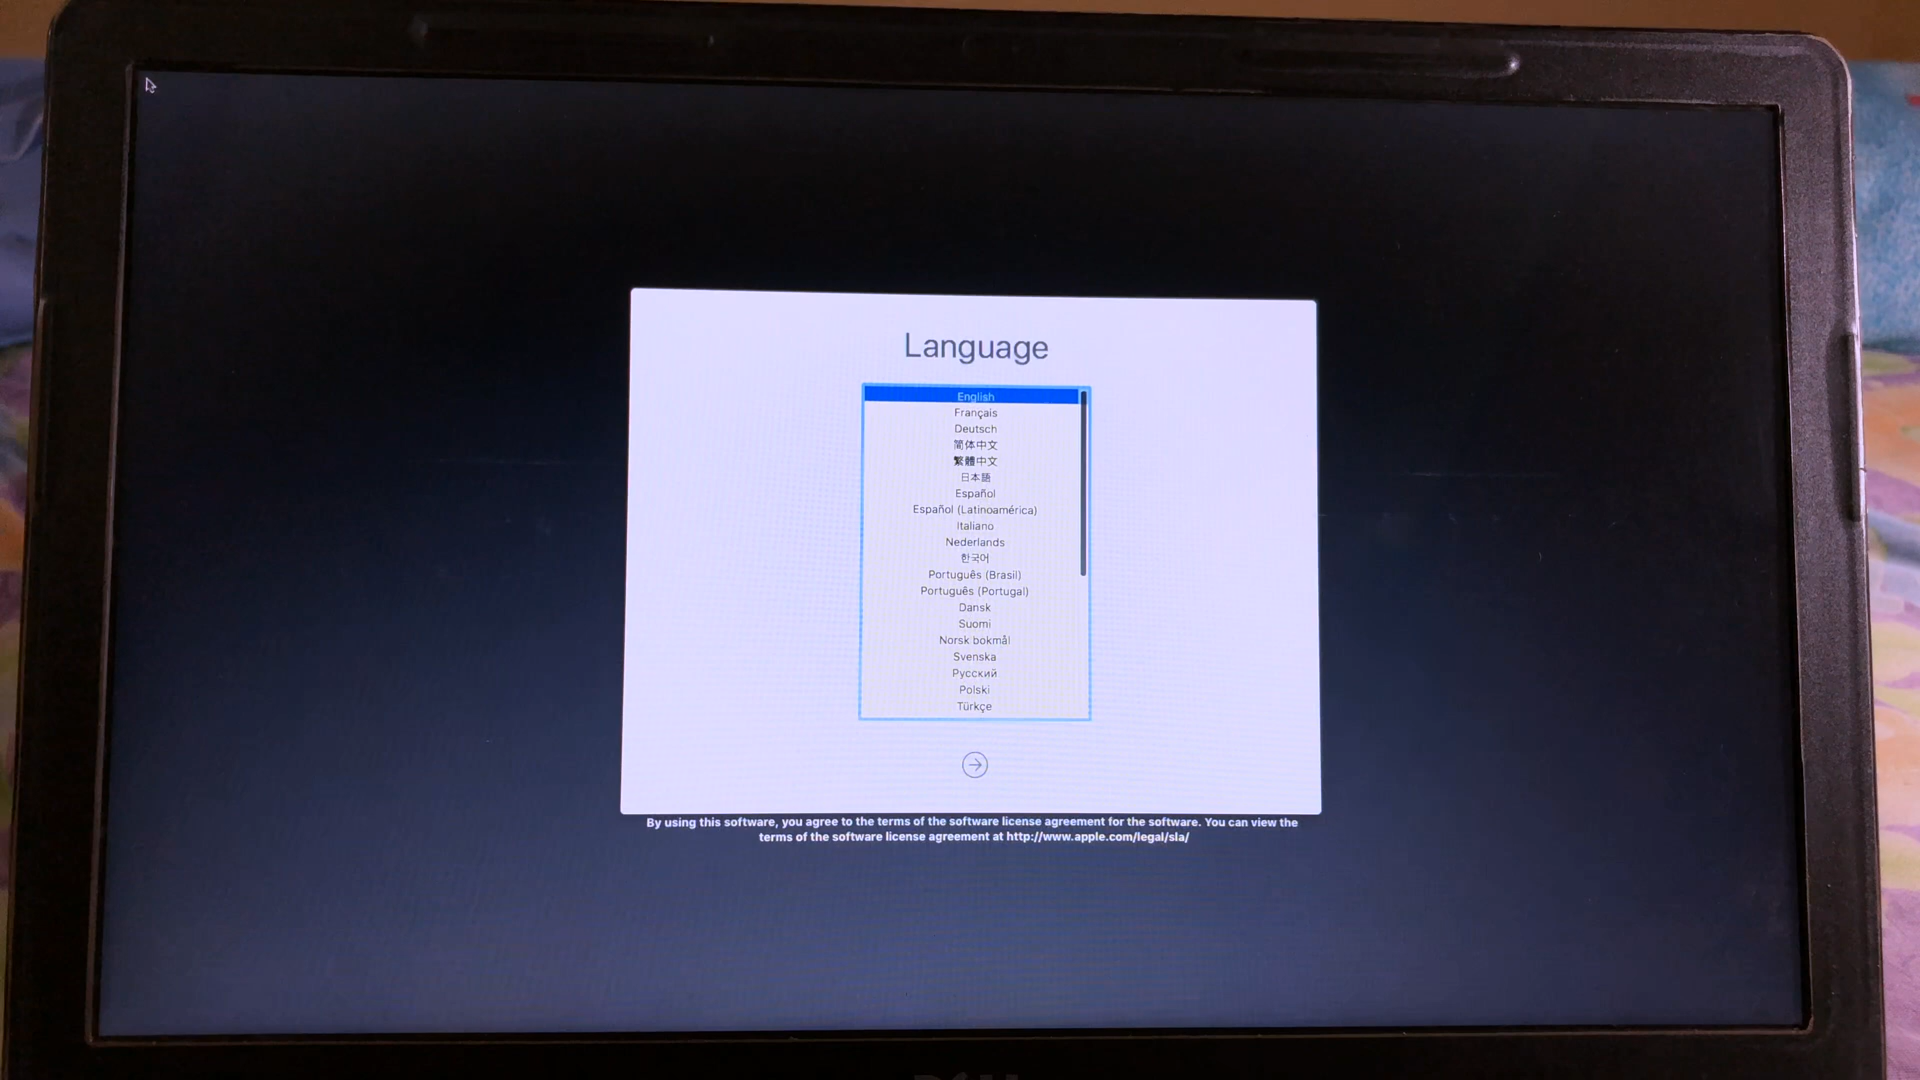 Language
English
Français
Deutsch
简体中文
繁體中文
日本語
Español
Español (Latinoamérica)
Italiano
Nederlands
한국어
Português (Brasil)
Português (Portugal)
Dansk
Suomi
Norsk bokmål
Svenska
Русский
Polski
Türkçe
By using this software, you agree to the terms of the software license agreement for the software. You can view the
terms of the software license agreement at http://www.apple.com/legal/sla/